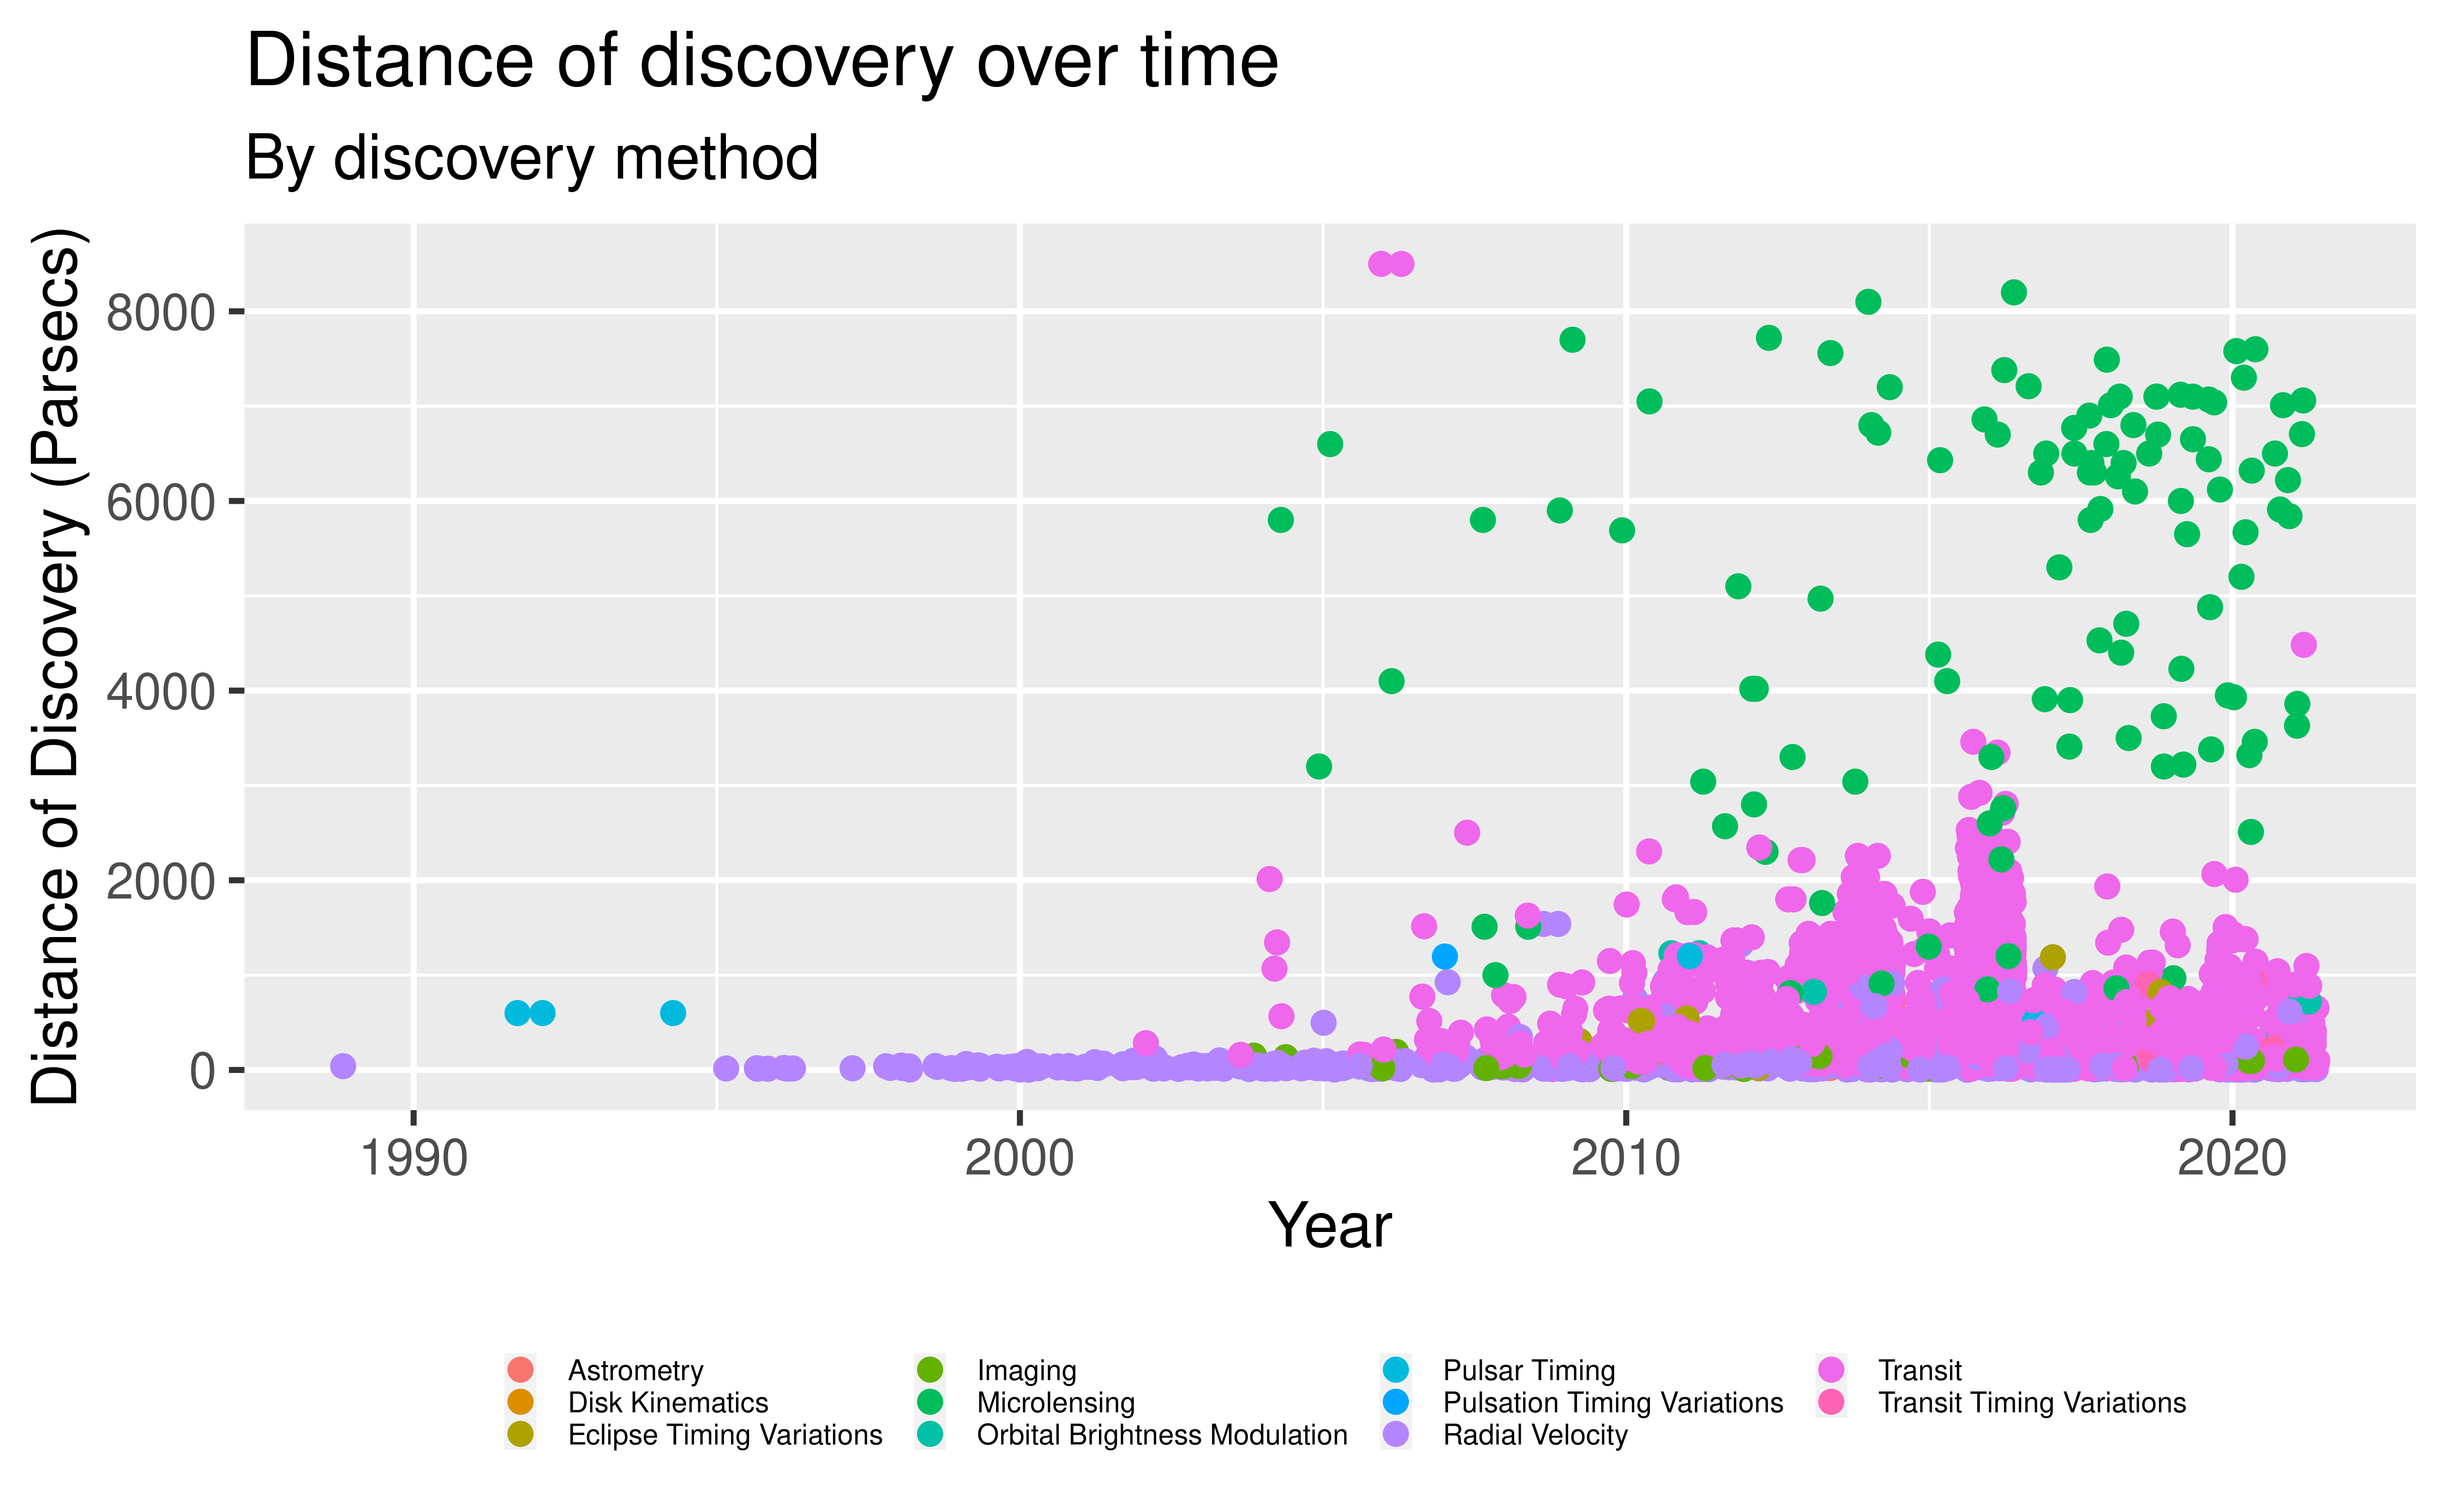 Distance of discovery over time
By discovery method
Distance of Discovery (Parsecs)
8000
6000
4000
2000
0
1990 2000 2010 2020
Year
Astrometry Imaging Pulsar Timing Transit
Disk Kinematics Microlensing Pulsation Timing Variations Transit Timing Variations
Eclipse Timing Variations Orbital Brightness Modulation Radial Velocity